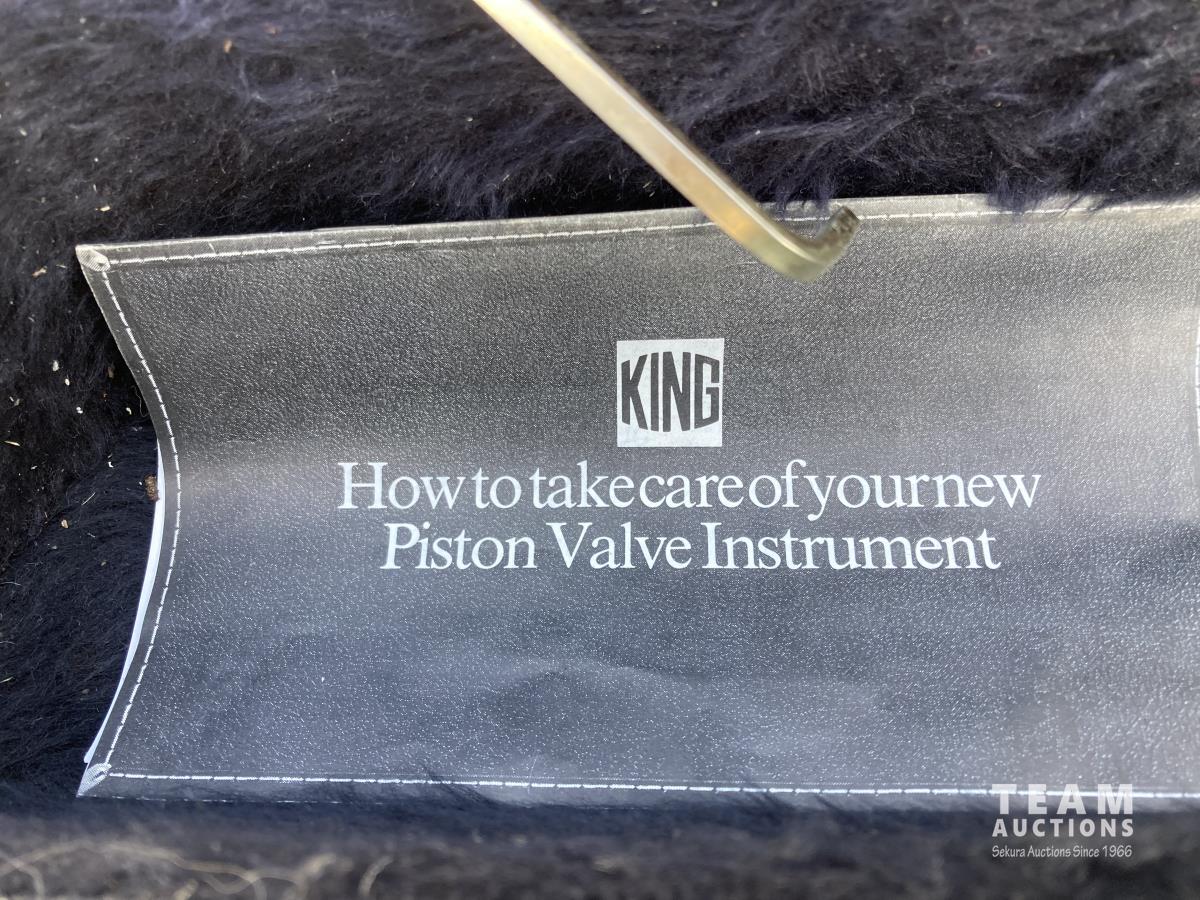 KING
How to take care of your new
Piston Valve Instrument
TEAM
AUCTIONS
Sekura Auctions Since 1966